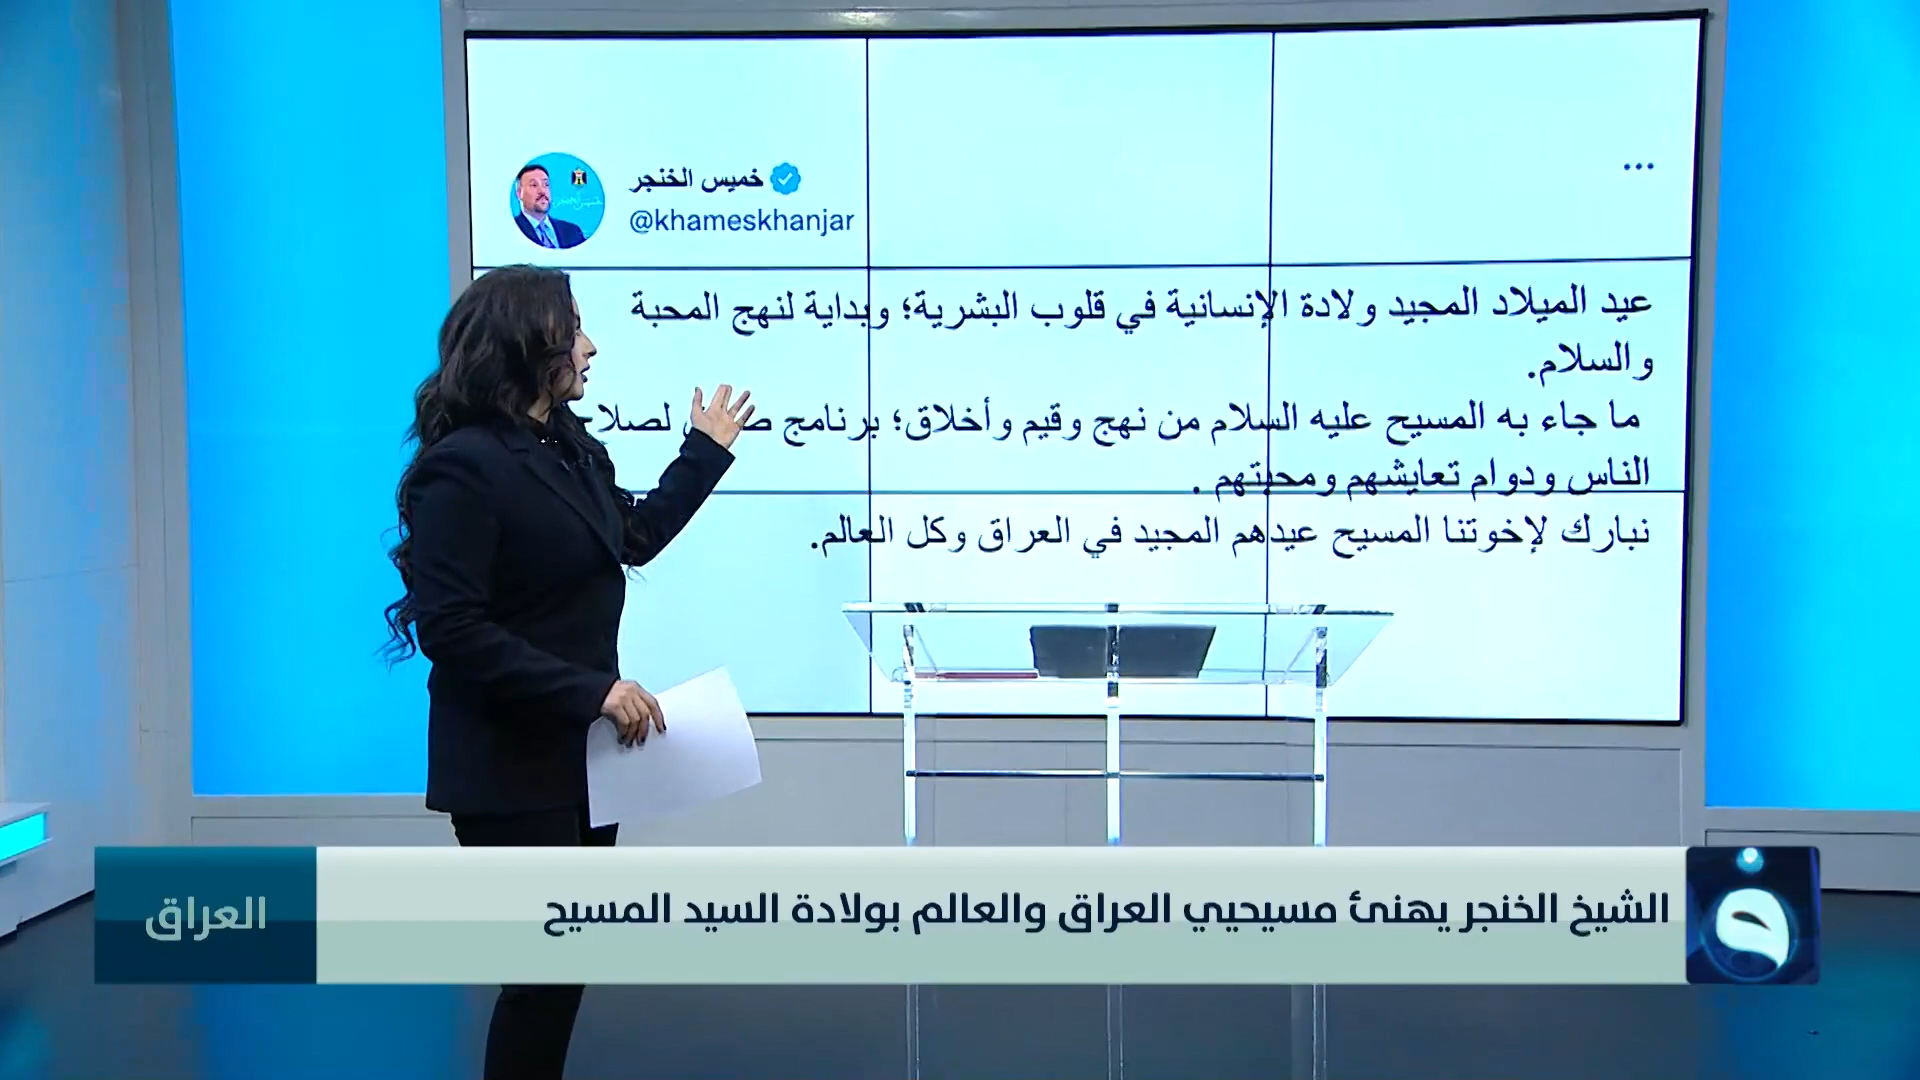 خميس الخنجر
@khameskhanjar
عيد الميلاد المجيد ولادة الإنسانية في قلوب البشرية؛ وبداية لنهج المحبة
والسلام.
ما جاء به المسيح عليه السلام من نهج وقيم وأخلاق؛ برنامج لصلاح
الناس ودوام تعايشهم ومحبتهم .
نبارك لإخوتنا المسيح عيدهم المجيد في العراق وكل العالم.
الشيخ الخنجر يهنئ مسيحيي العراق والعالم بولادة السيد المسيح
العراق